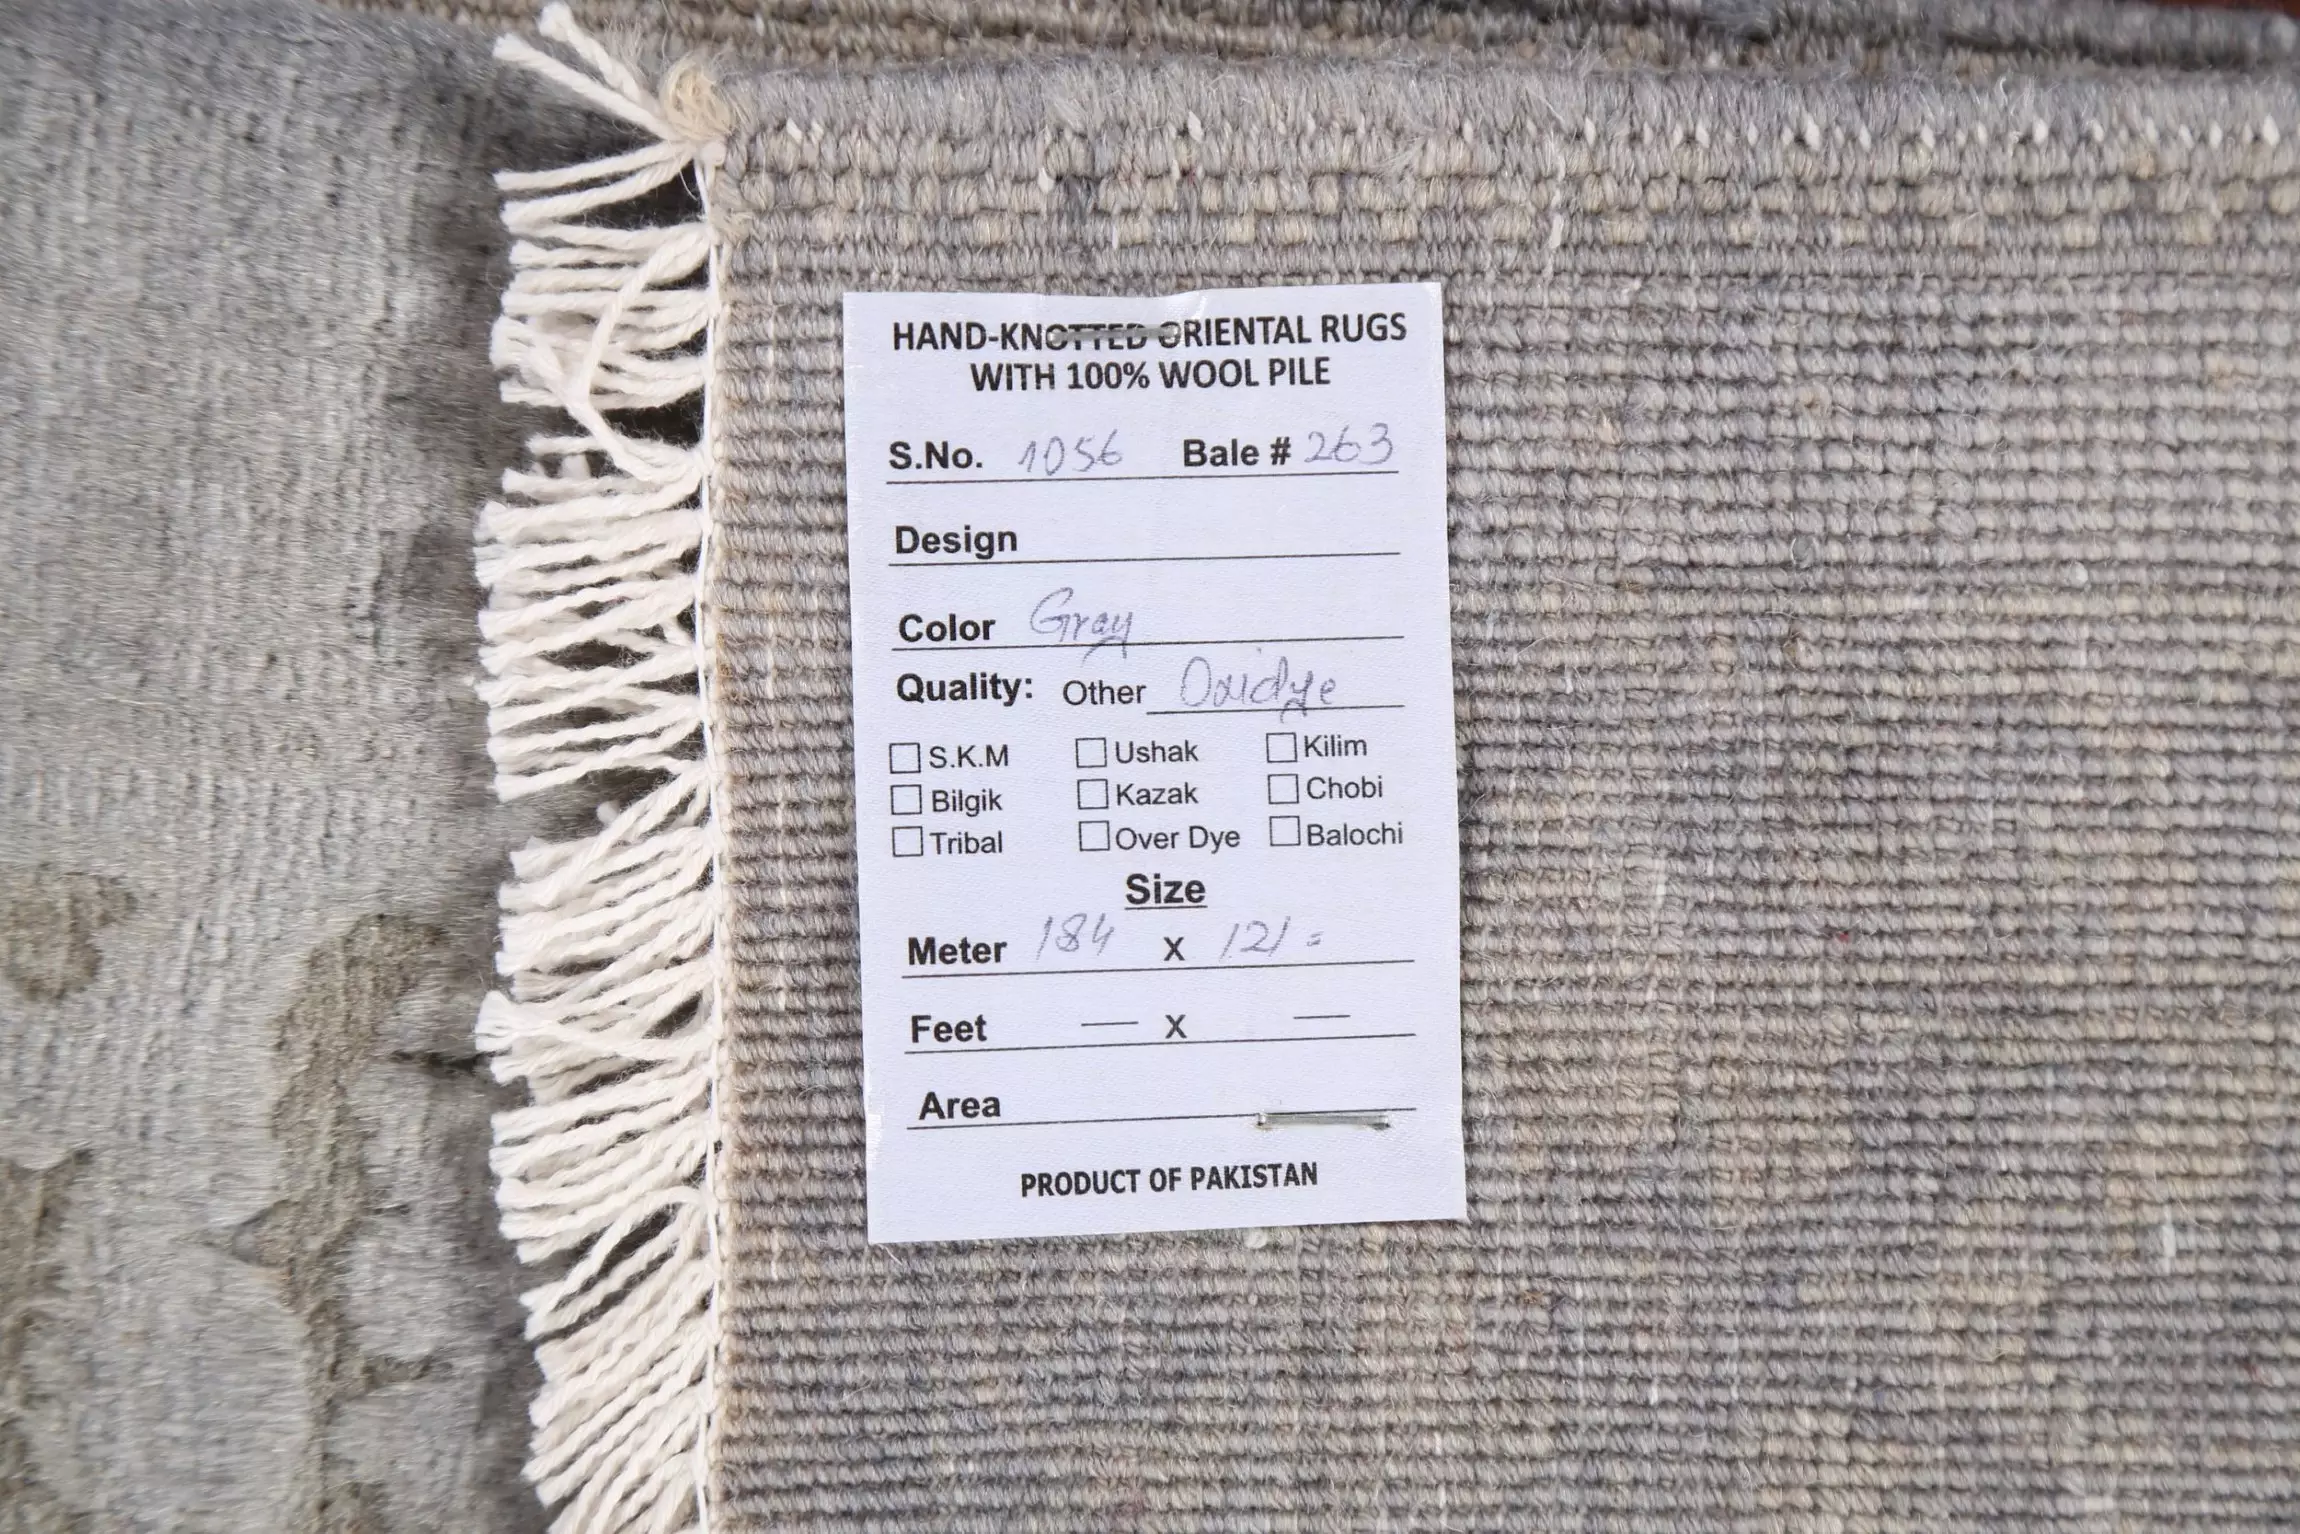 HAND-KNOTTED ORIENTAL RUGS
WITH 100% WOOL PILE
S.No. 1056 Bale # 263
Design
Color Gray
Quality: Other Oxidye
☐ S.K.M ☐ Ushak ☐ Kilim
☐ Bilgik ☐ Kazak ☐ Chobi
☐ Tribal ☐ Over Dye ☐ Balochi
Size
Meter 184 X 121 =
Feet — X —
Area
PRODUCT OF PAKISTAN